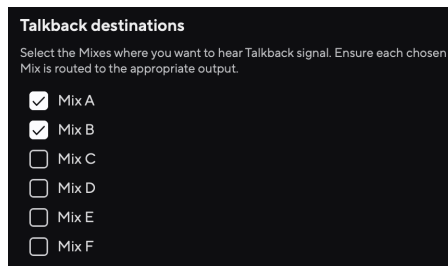 Talkback destinations
Select the Mixes where you want to hear Talkback signal. Ensure each chosen
Mix is routed to the appropriate output.
Mix A
Mix B
Mix C
Mix D
Mix E
Mix F